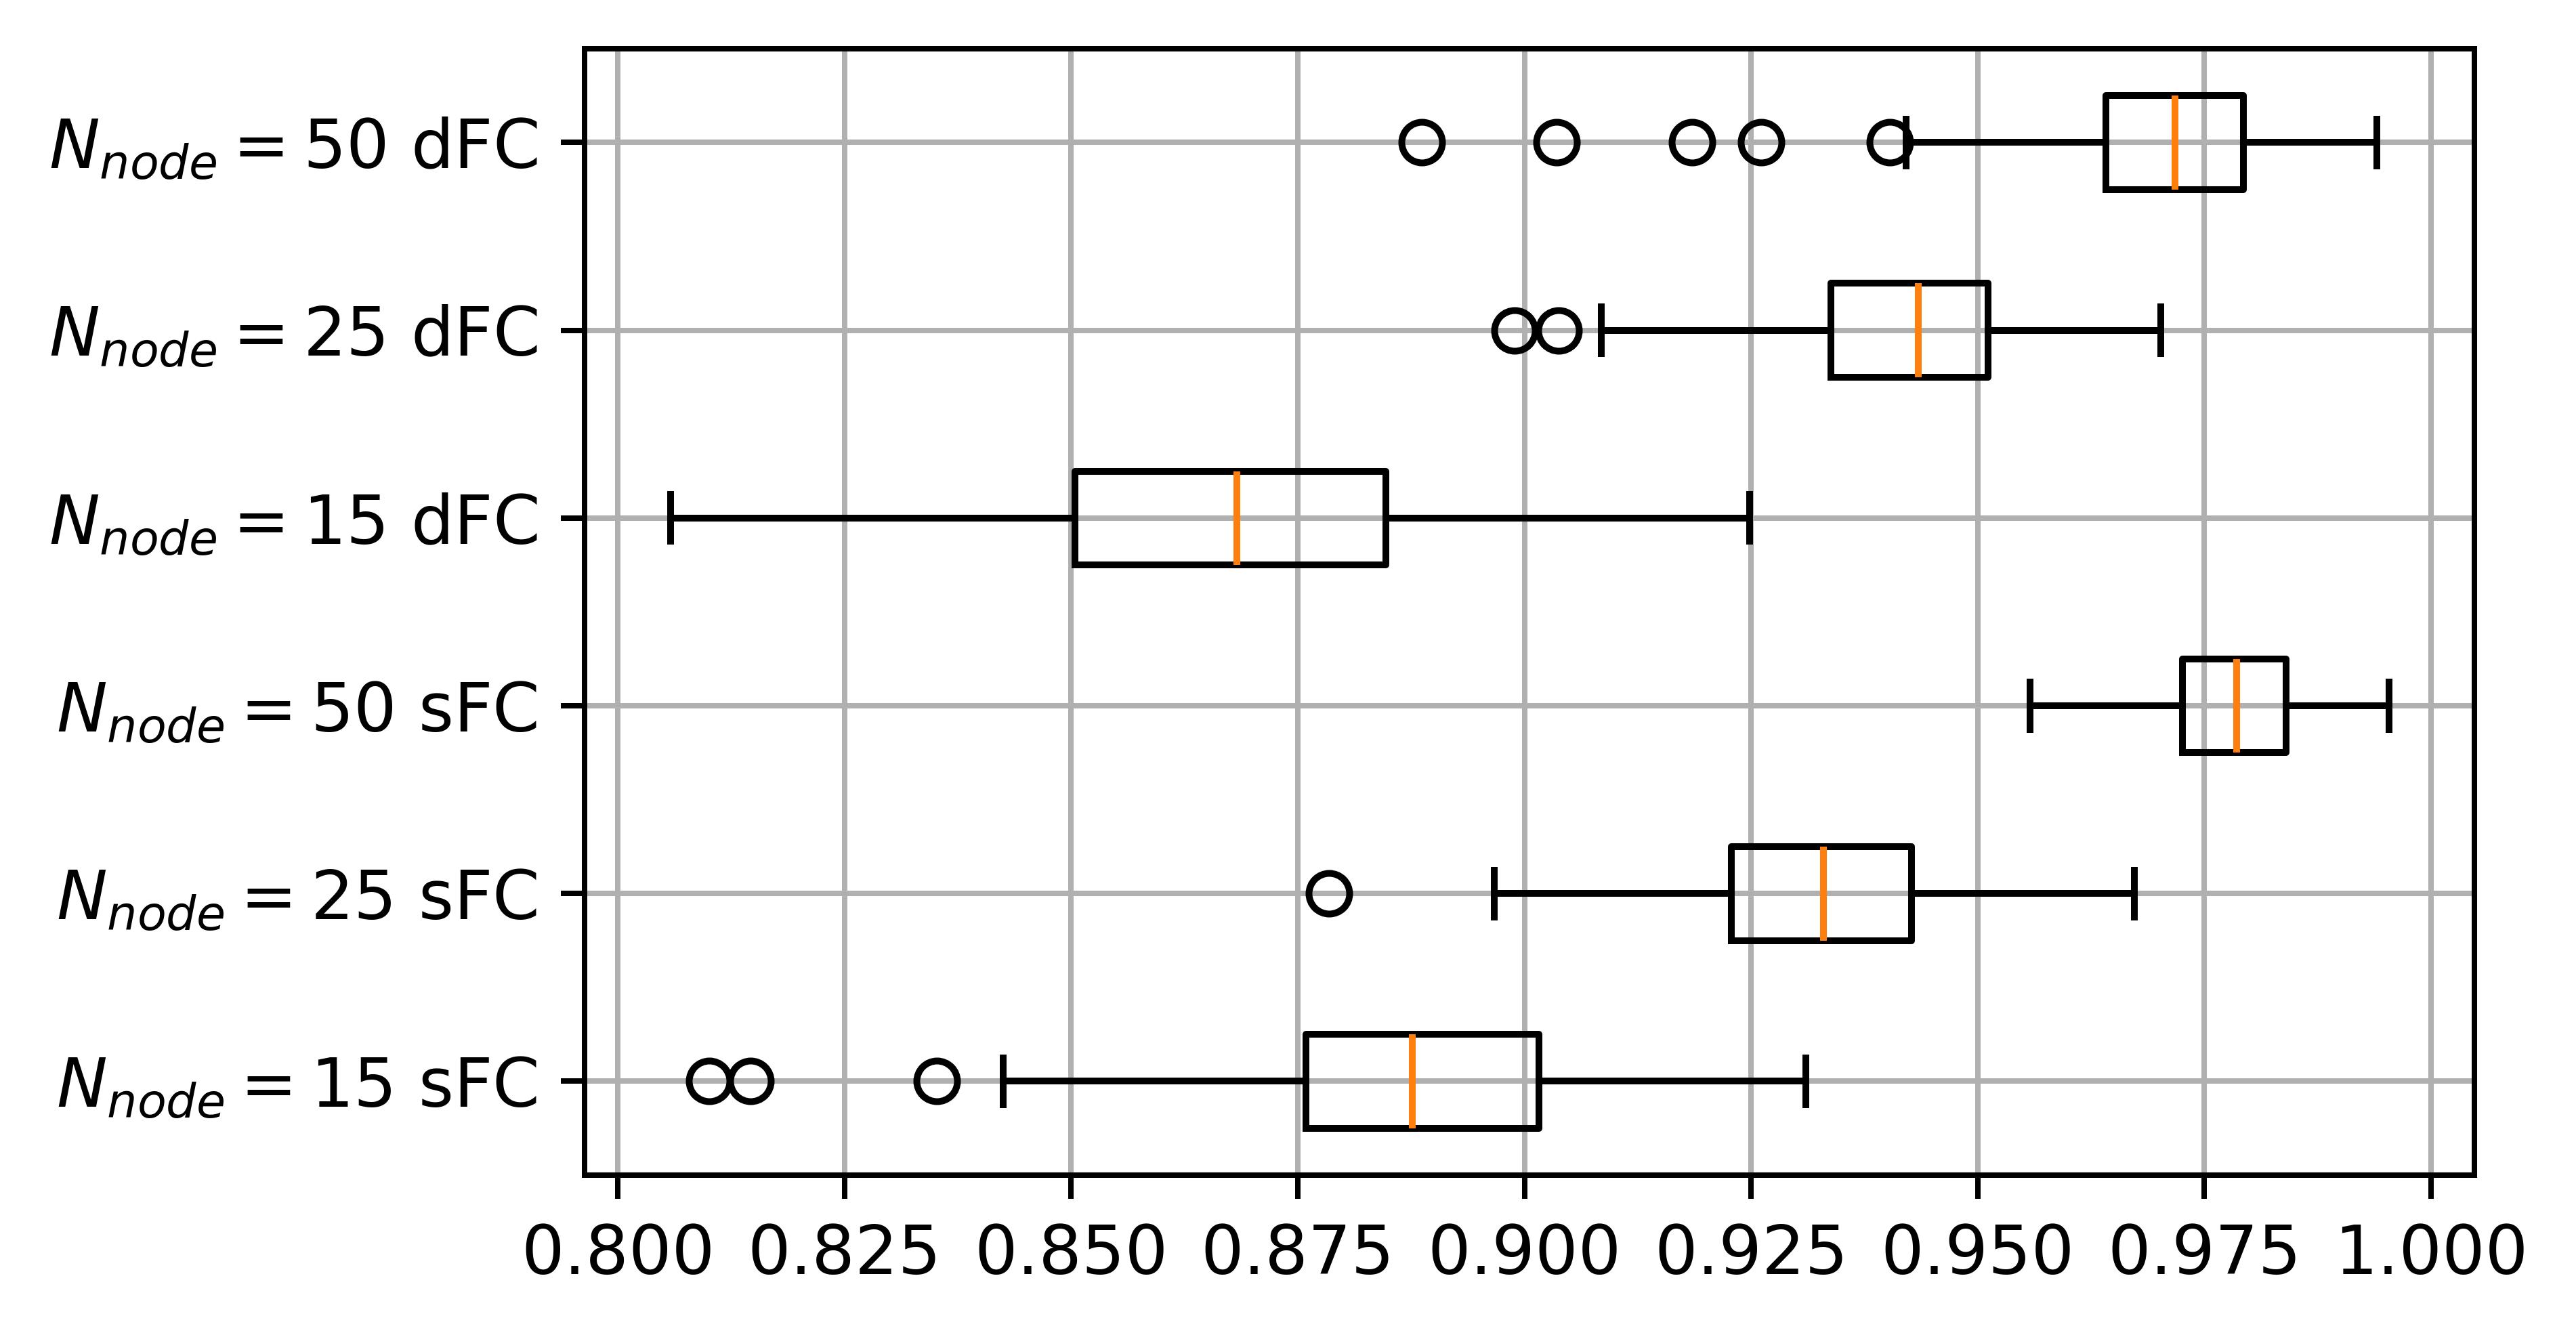 N_node = 50 dFC
N_node = 25 dFC
N_node = 15 dFC
N_node = 50 sFC
N_node = 25 sFC
N_node = 15 sFC
0.800 0.825 0.850 0.875 0.900 0.925 0.950 0.975 1.000